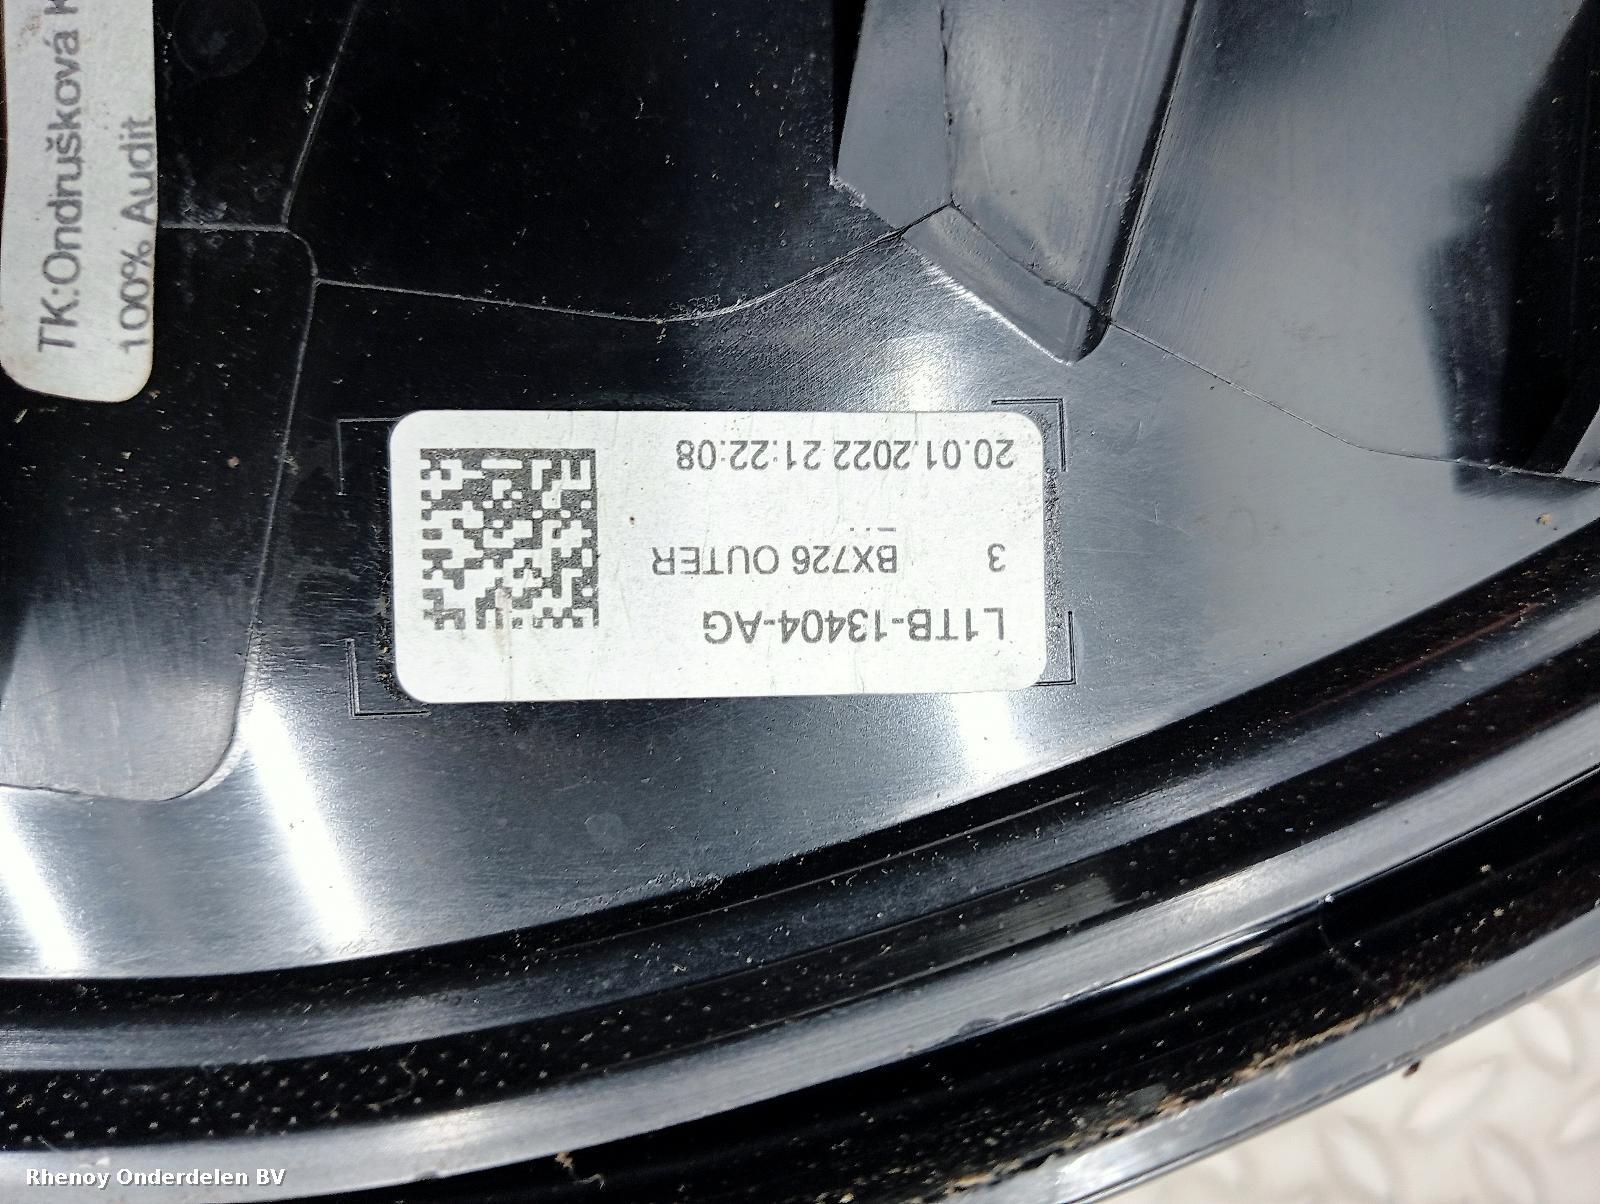 TK:Ondrušková
100% Audit
L1TB-13404-AG
3 BX726 OUTER
20.01.2022 21:22:08
Rhenoy Onderdelen BV